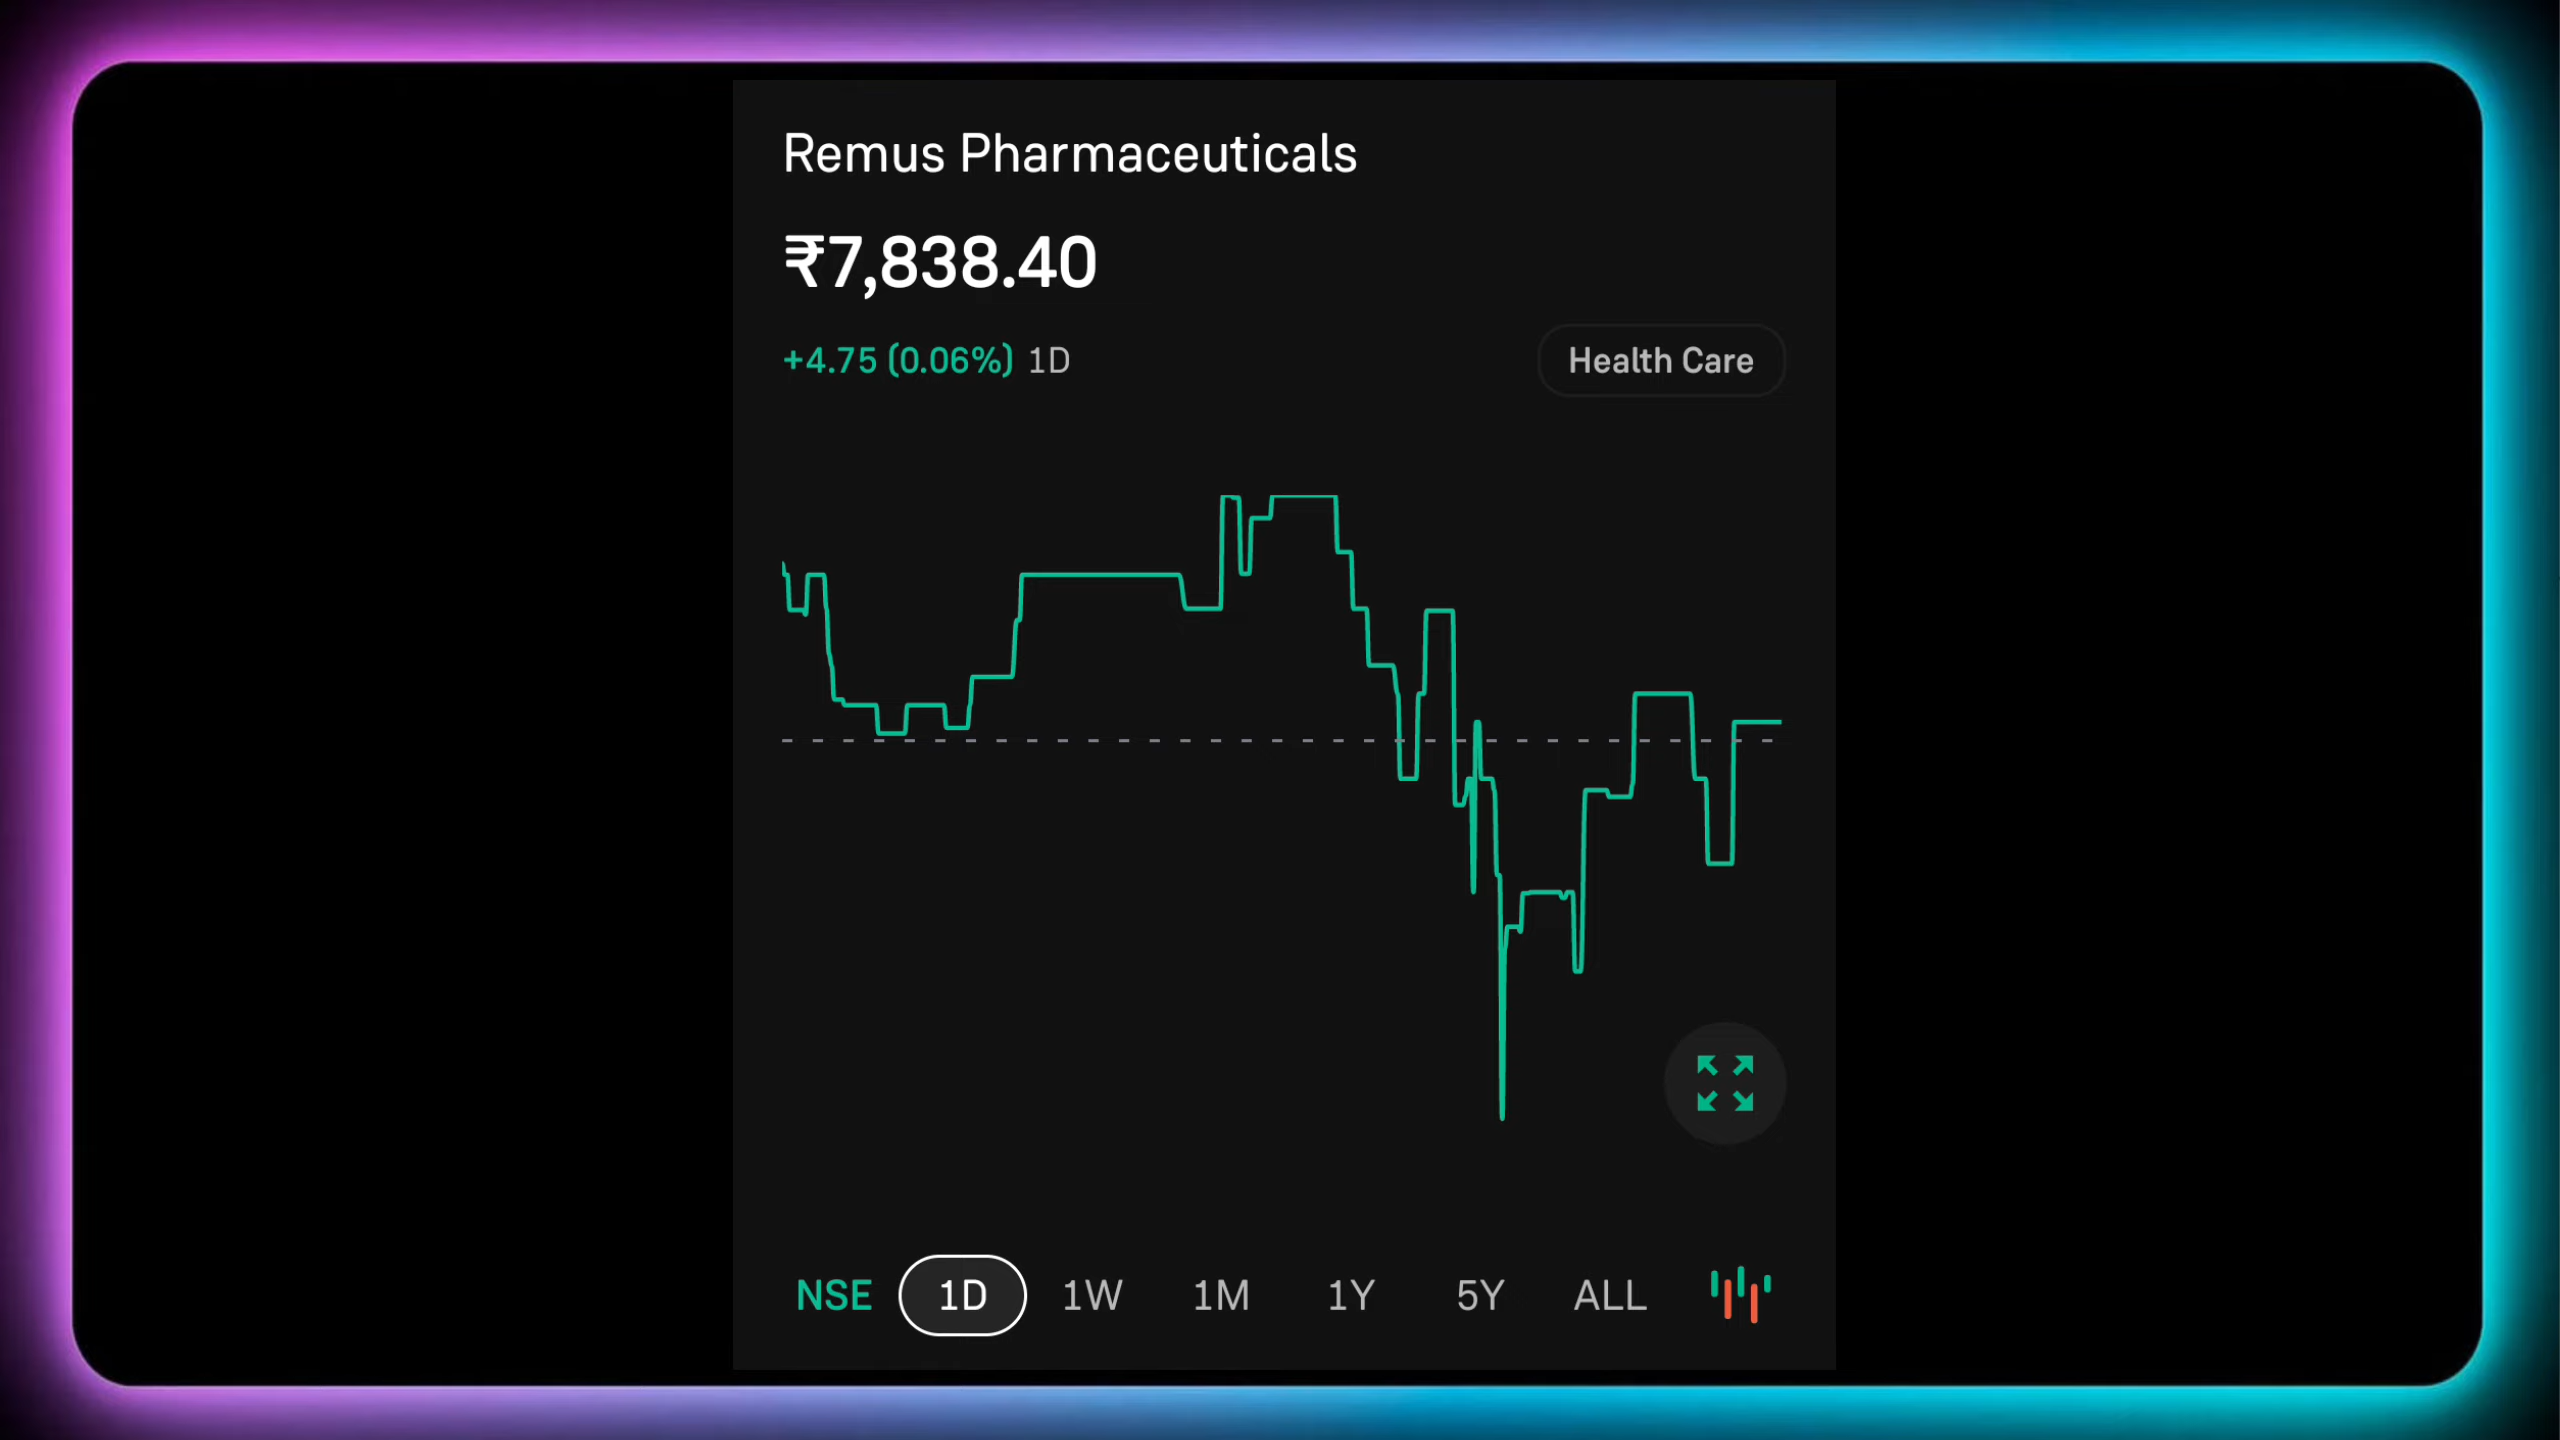 Remus Pharmaceuticals
₹7,838.40
+4.75 (0.06%) 1D
Health Care
NSE 1D 1W 1M 1Y 5Y ALL